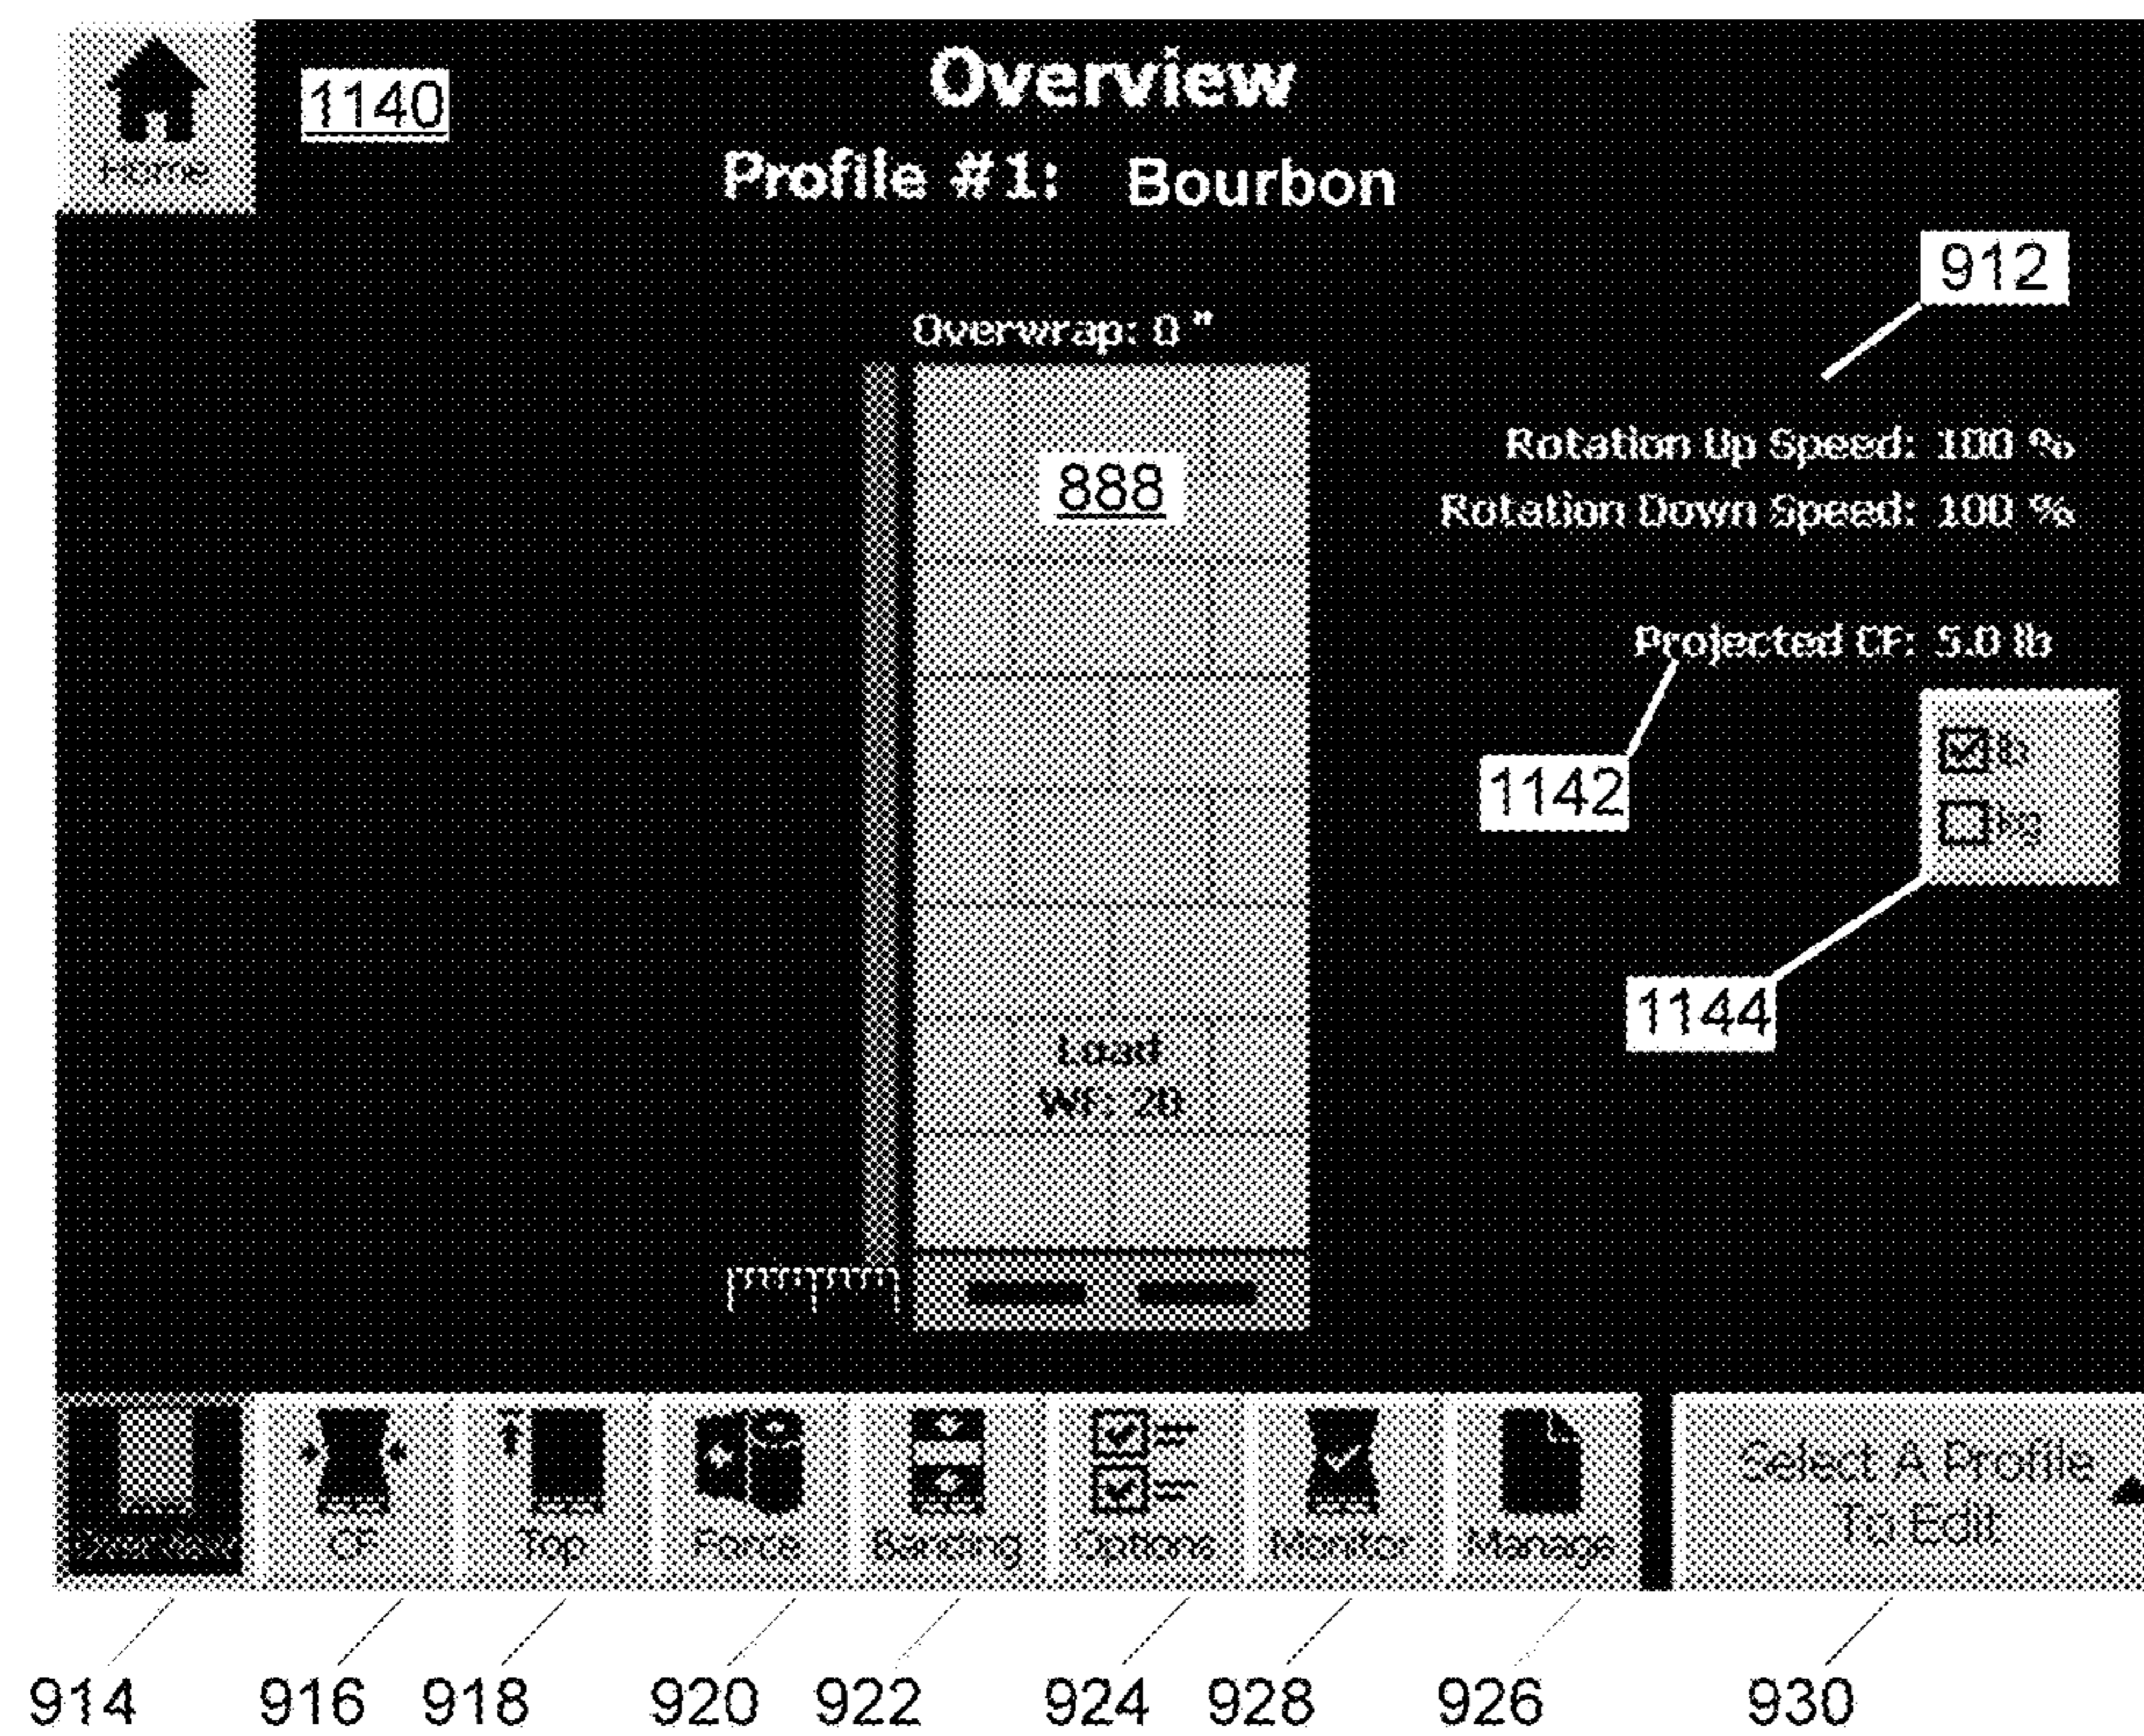 Home
1140
Overview
Profile #1: Bourbon
912
Overwrap: 0 "
888
Rotation Up Speed: 100 %
Rotation Down Speed: 100 %
Projected CF: 5.0 lb
lb
kg
1142
1144
Load
WF: 20
CF
Top
Force
Banding
Options
Monitor
Manage
Select A Profile
To Edit
914 916 918 920 922 924 928 926 930